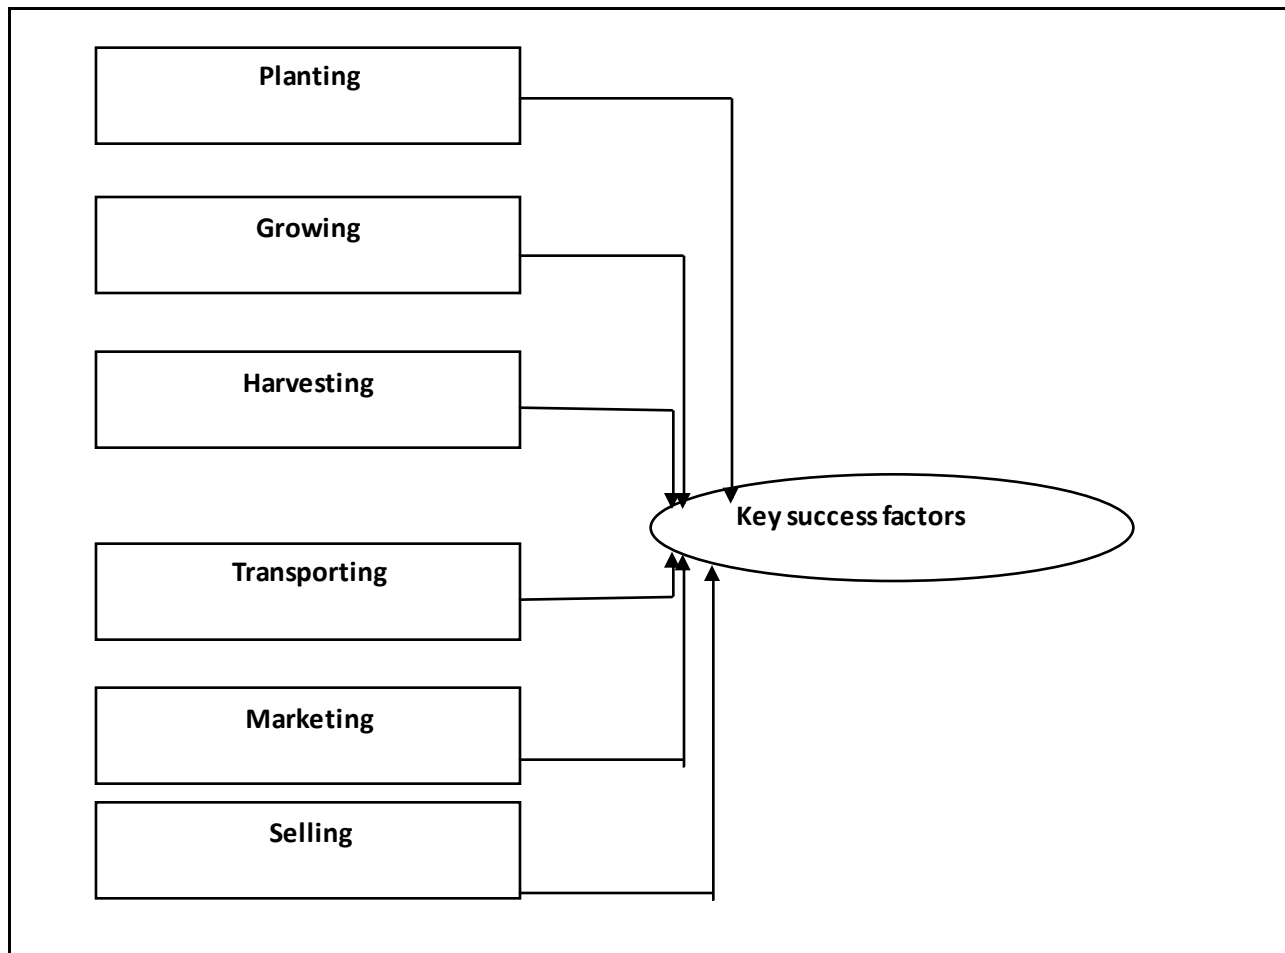 Planting
Growing
Harvesting
Key success factors
Transporting
Marketing
Selling